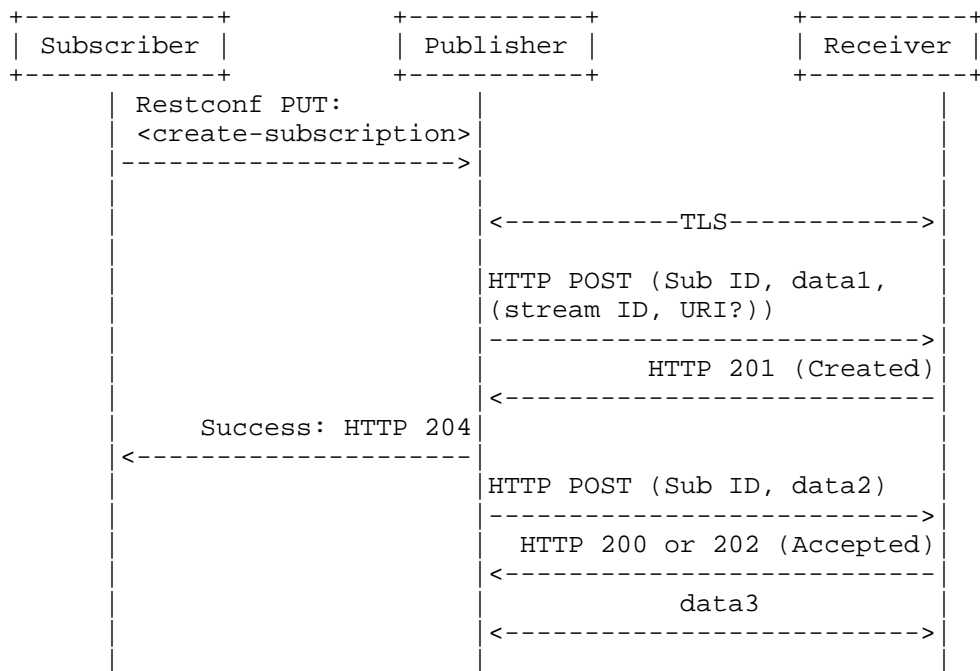 Subscriber Publisher Receiver
Restconf PUT:
<create-subscription>
TLS
HTTP POST (Sub ID, data1,
(stream ID, URI?))
HTTP 201 (Created)
Success: HTTP 204
HTTP POST (Sub ID, data2)
HTTP 200 or 202 (Accepted)
data3